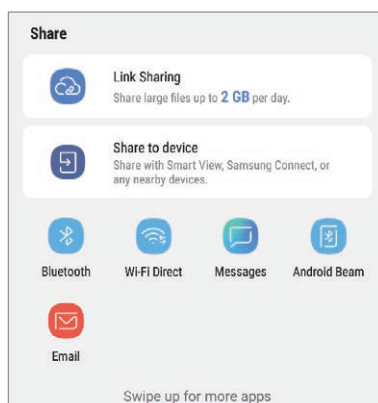 Share
Link Sharing
Share large files up to 2 GB per day.
Share to device
Share with Smart View, Samsung Connect, or
any nearby devices.
Bluetooth
Wi-Fi Direct
Messages
Android Beam
Email
Swipe up for more apps